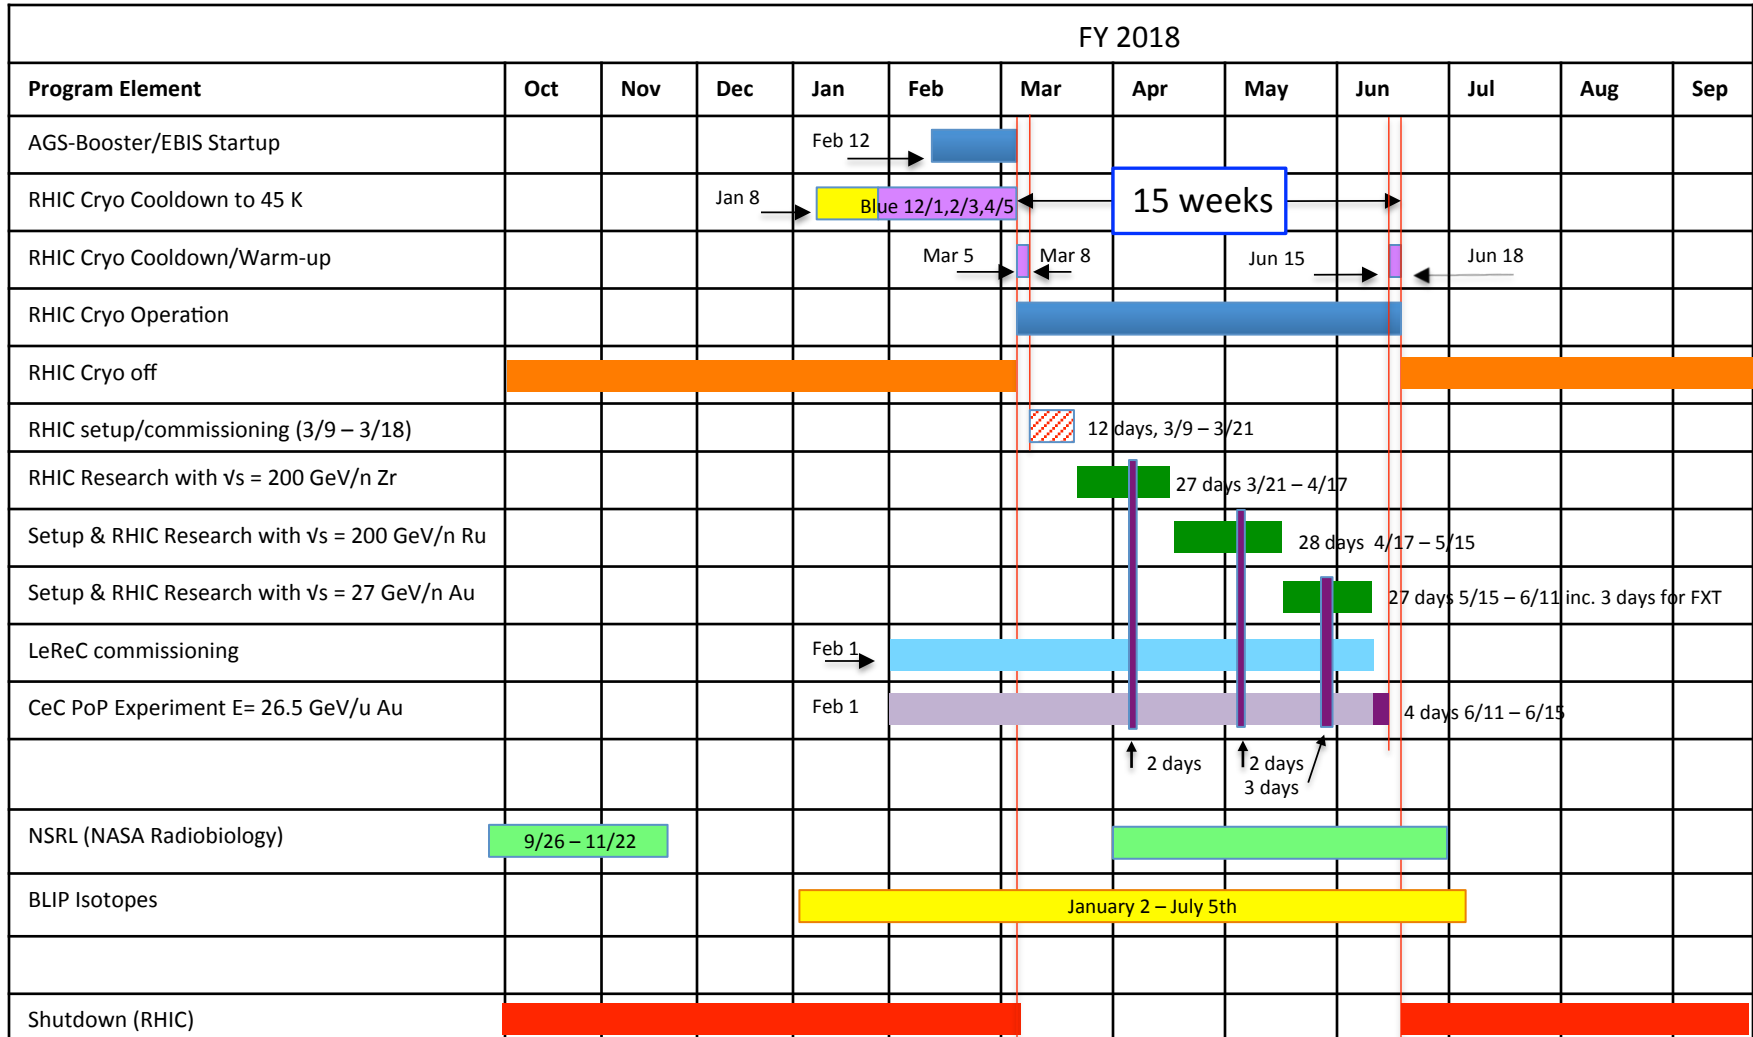 FY 2018
Program Element Oct Nov Dec Jan Feb Mar Apr May Jun Jul Aug Sep
AGS-Booster/EBIS Startup Feb 12
RHIC Cryo Cooldown to 45 K Jan 8 Blue 12/1,2/3,4/5 15 weeks
RHIC Cryo Cooldown/Warm-up Mar 5 Mar 8 Jun 15 Jun 18
RHIC Cryo Operation
RHIC Cryo off
RHIC setup/commissioning (3/9 – 3/18) 12 days, 3/9 – 3/21
RHIC Research with √s = 200 GeV/n Zr 27 days 3/21 – 4/17
Setup & RHIC Research with √s = 200 GeV/n Ru 28 days 4/17 – 5/15
Setup & RHIC Research with √s = 27 GeV/n Au 27 days 5/15 – 6/11 inc. 3 days for FXT
LeReC commissioning Feb 1
CeC PoP Experiment E= 26.5 GeV/u Au Feb 1 4 days 6/11 – 6/15
2 days 2 days
3 days
NSRL (NASA Radiobiology) 9/26 – 11/22
BLIP Isotopes January 2 – July 5th
Shutdown (RHIC)